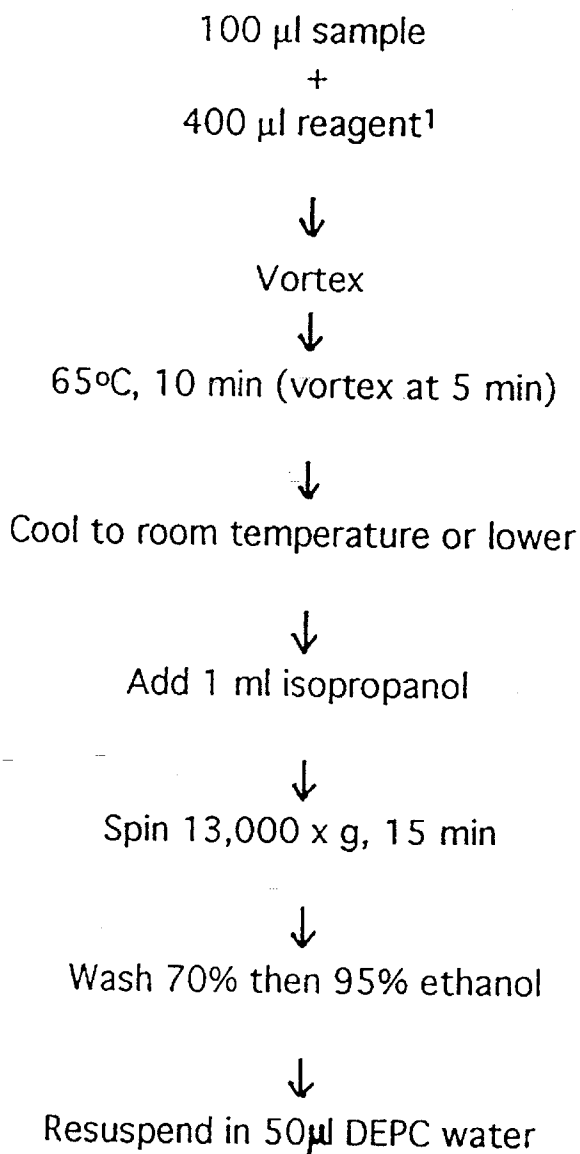 100 µl sample
+
400 µl reagent¹
↓
Vortex
↓
65ºC, 10 min (vortex at 5 min)
↓
Cool to room temperature or lower
↓
Add 1 ml isopropanol
↓
Spin 13,000 x g, 15 min
↓
Wash 70% then 95% ethanol
↓
Resuspend in 50µl DEPC water